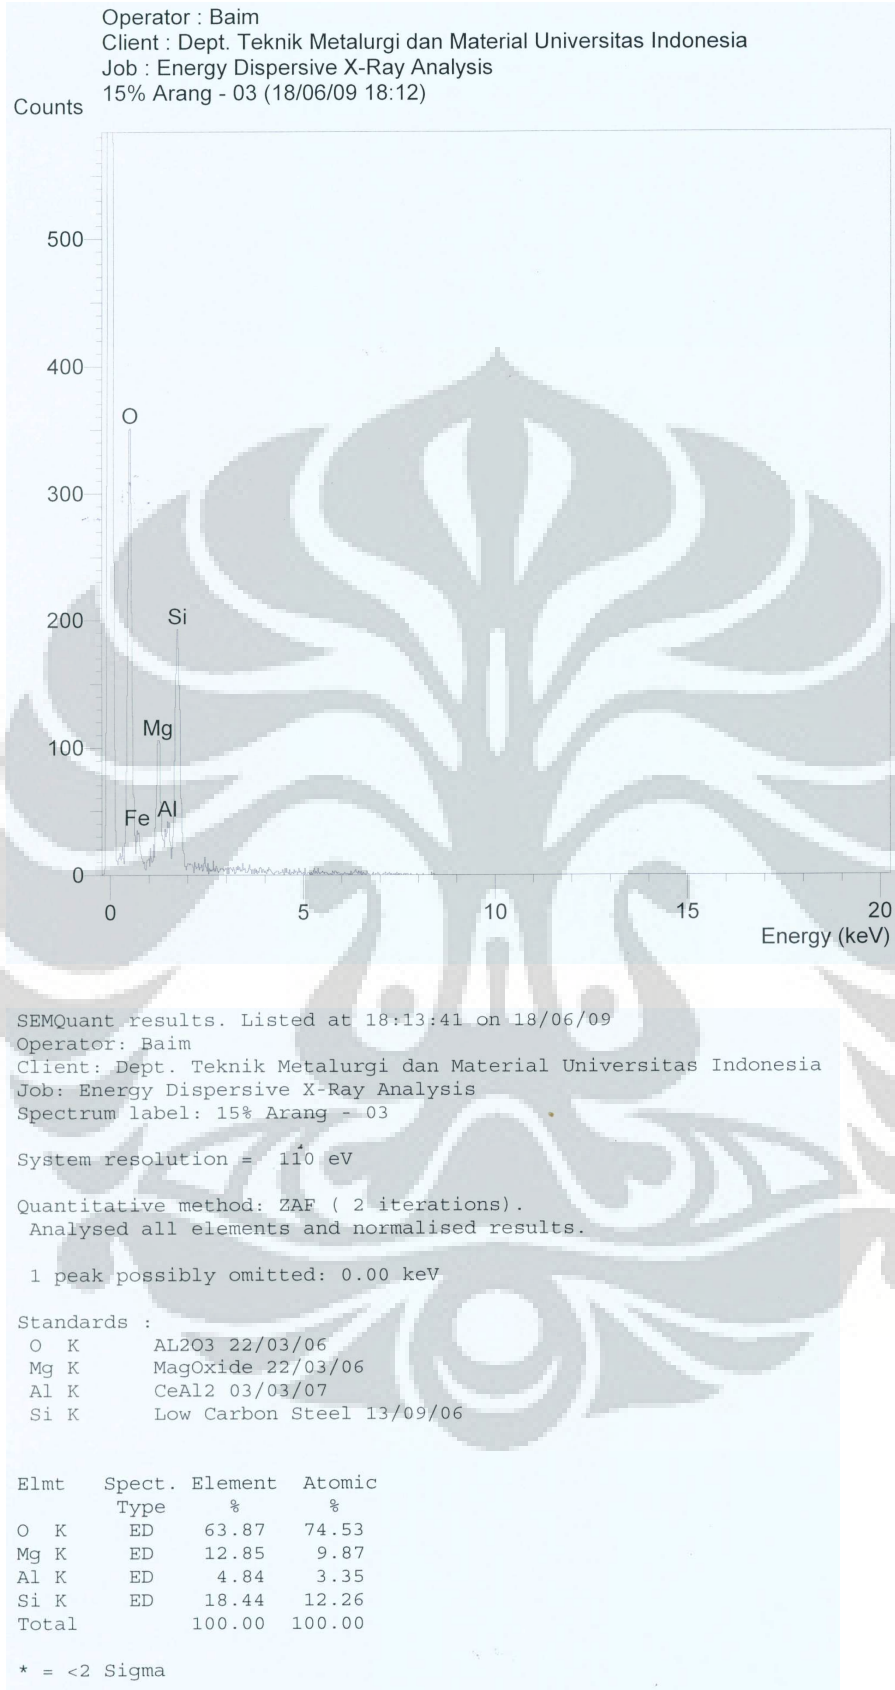 Operator : Baim
Client : Dept. Teknik Metalurgi dan Material Universitas Indonesia
Job : Energy Dispersive X-Ray Analysis
15% Arang - 03 (18/06/09 18:12)
Counts
500
400
O
300
200
Si
Mg
100
Fe Al
0
0 5 10 15 20
Energy (keV)
SEMQuant results. Listed at 18:13:41 on 18/06/09
Operator: Baim
Client: Dept. Teknik Metalurgi dan Material Universitas Indonesia
Job: Energy Dispersive X-Ray Analysis
Spectrum label: 15% Arang - 03
System resolution = 110 eV
Quantitative method: ZAF ( 2 iterations).
Analysed all elements and normalised results.
1 peak possibly omitted: 0.00 keV
Standards :
O K AL2O3 22/03/06
Mg K MagOxide 22/03/06
Al K CeAl2 03/03/07
Si K Low Carbon Steel 13/09/06
Elmt Spect. Element Atomic
Type % %
O K ED 63.87 74.53
Mg K ED 12.85 9.87
Al K ED 4.84 3.35
Si K ED 18.44 12.26
Total 100.00 100.00
* = <2 Sigma